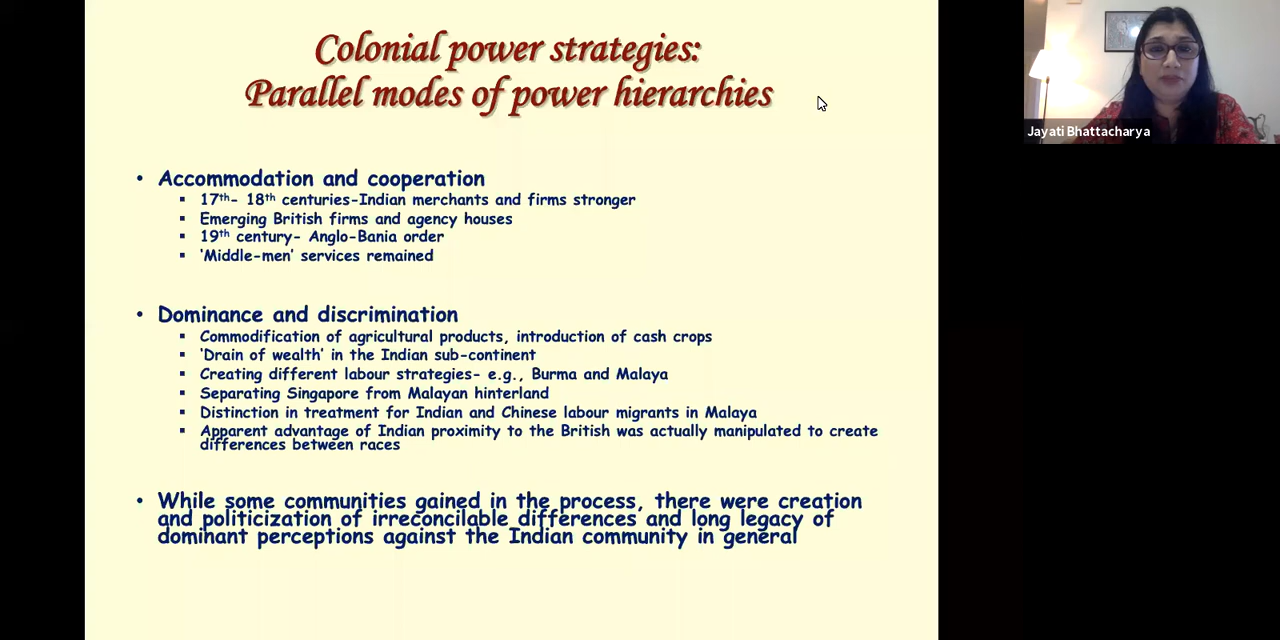 Colonial power strategies:
Parallel modes of power hierarchies
Jayati Bhattacharya
• Accommodation and cooperation
▪ 17th- 18th centuries-Indian merchants and firms stronger
▪ Emerging British firms and agency houses
▪ 19th century- Anglo-Bania order
▪ ‘Middle-men’ services remained
• Dominance and discrimination
▪ Commodification of agricultural products, introduction of cash crops
▪ ‘Drain of wealth’ in the Indian sub-continent
▪ Creating different labour strategies- e.g., Burma and Malaya
▪ Separating Singapore from Malayan hinterland
▪ Distinction in treatment for Indian and Chinese labour migrants in Malaya
▪ Apparent advantage of Indian proximity to the British was actually manipulated to create
differences between races
• While some communities gained in the process, there were creation
and politicization of irreconcilable differences and long legacy of
dominant perceptions against the Indian community in general